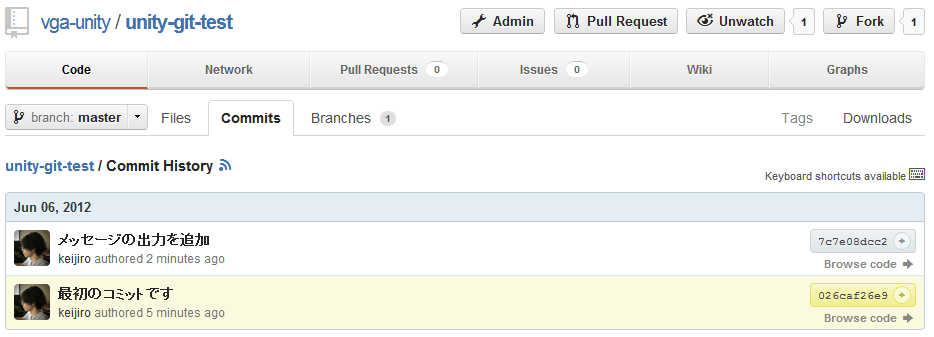 vga-unity / unity-git-test
Admin
Pull Request
Unwatch
1
Fork
1
Code
Network
Pull Requests 0
Issues 0
Wiki
Graphs
branch: master
Files
Commits
Branches 1
Tags
Downloads
unity-git-test / Commit History
Keyboard shortcuts available
Jun 06, 2012
メッセージの出力を追加
7c7e08dcc2
keijiro authored 2 minutes ago
Browse code
最初のコミットです
026caf26e9
keijiro authored 5 minutes ago
Browse code